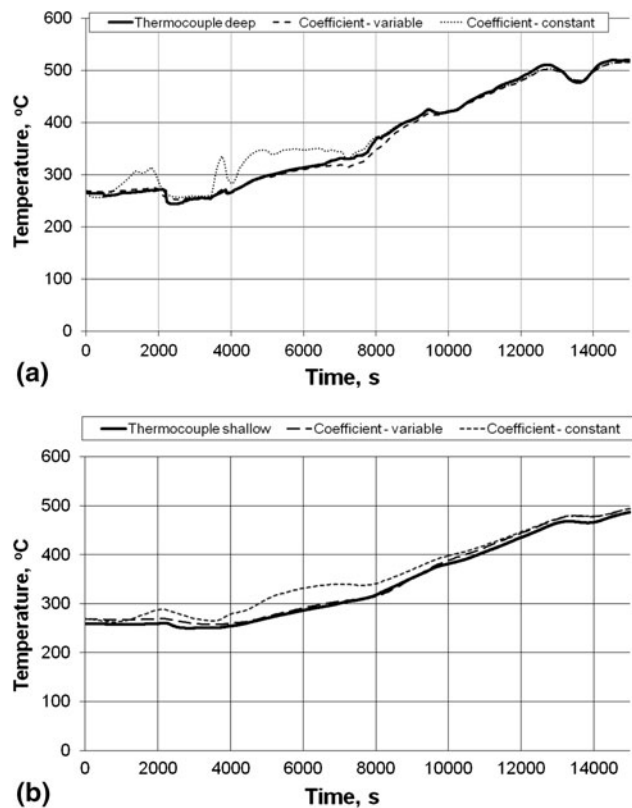 Thermocouple deep Coefficient - variable Coefficient - constant
600
500
400
300
200
100
0
Temperature, ºC
0 2000 4000 6000 8000 10000 12000 14000
Time, s
(a)
Thermocouple shallow Coefficient - variable Coefficient - constant
600
500
400
300
200
100
0
Temperature, ºC
0 2000 4000 6000 8000 10000 12000 14000
Time, s
(b)